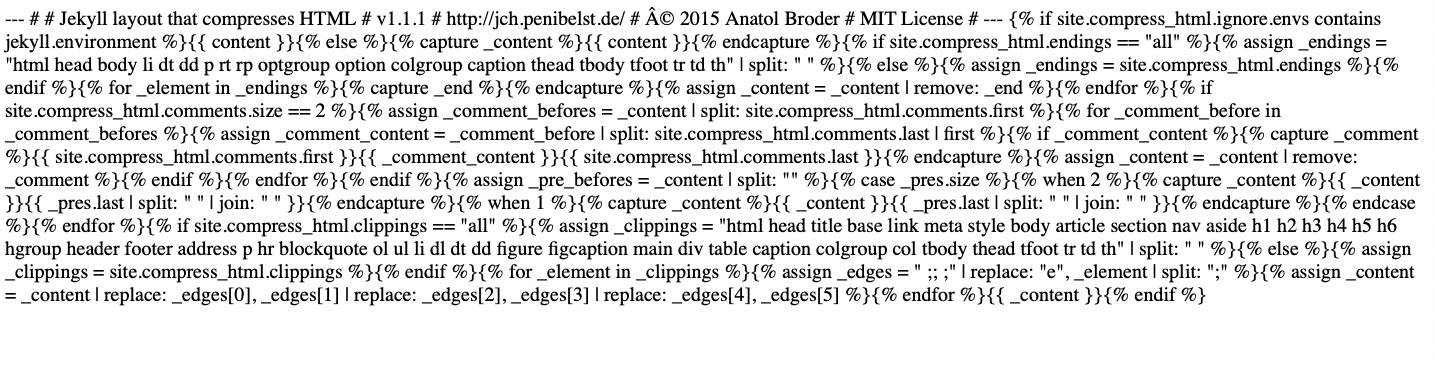 --- # # Jekyll layout that compresses HTML # v1.1.1 # http://jch.penibelst.de/ # Â© 2015 Anatol Broder # MIT License # --- {% if site.compress_html.ignore.envs contains
jekyll.environment %}{{ content }}{% else %}{% capture _content %}{{ content }}{% endcapture %}{% if site.compress_html.endings == "all" %}{% assign _endings =
"html head body li dt dd p rt rp optgroup option colgroup caption thead tbody tfoot tr td th" | split: " " %}{% else %}{% assign _endings = site.compress_html.endings %}{%
endif %}{% for _element in _endings %}{% capture _end %}{% endcapture %}{% assign _content = _content | remove: _end %}{% endfor %}{% if
site.compress_html.comments.size == 2 %}{% assign _comment_befores = _content | split: site.compress_html.comments.first %}{% for _comment_before in
_comment_befores %}{% assign _comment_content = _comment_before | split: site.compress_html.comments.last | first %}{% if _comment_content %}{% capture _comment
%}{{ site.compress_html.comments.first }}{{ _comment_content }}{{ site.compress_html.comments.last }}{% endcapture %}{% assign _content = _content | remove:
_comment %}{% endif %}{% endfor %}{% endif %}{% assign _pre_befores = _content | split: "" %}{% case _pres.size %}{% when 2 %}{% capture _content %}{{ _content
}}{{ _pres.last | split: " " | join: " " }}{% endcapture %}{% when 1 %}{% capture _content %}{{ _content }}{{ _pres.last | split: " " | join: " " }}{% endcapture %}{% endcase
%}{% endfor %}{% if site.compress_html.clippings == "all" %}{% assign _clippings = "html head title base link meta style body article section nav aside h1 h2 h3 h4 h5 h6
hgroup header footer address p hr blockquote ol ul li dl dt dd figure figcaption main div table caption colgroup col tbody thead tfoot tr td th" | split: " " %}{% else %}{% assign
_clippings = site.compress_html.clippings %}{% endif %}{% for _element in _clippings %}{% assign _edges = " ;; ;" | replace: "e", _element | split: ";" %}{% assign _content
= _content | replace: _edges[0], _edges[1] | replace: _edges[2], _edges[3] | replace: _edges[4], _edges[5] %}{% endfor %}{{ _content }}{% endif %}